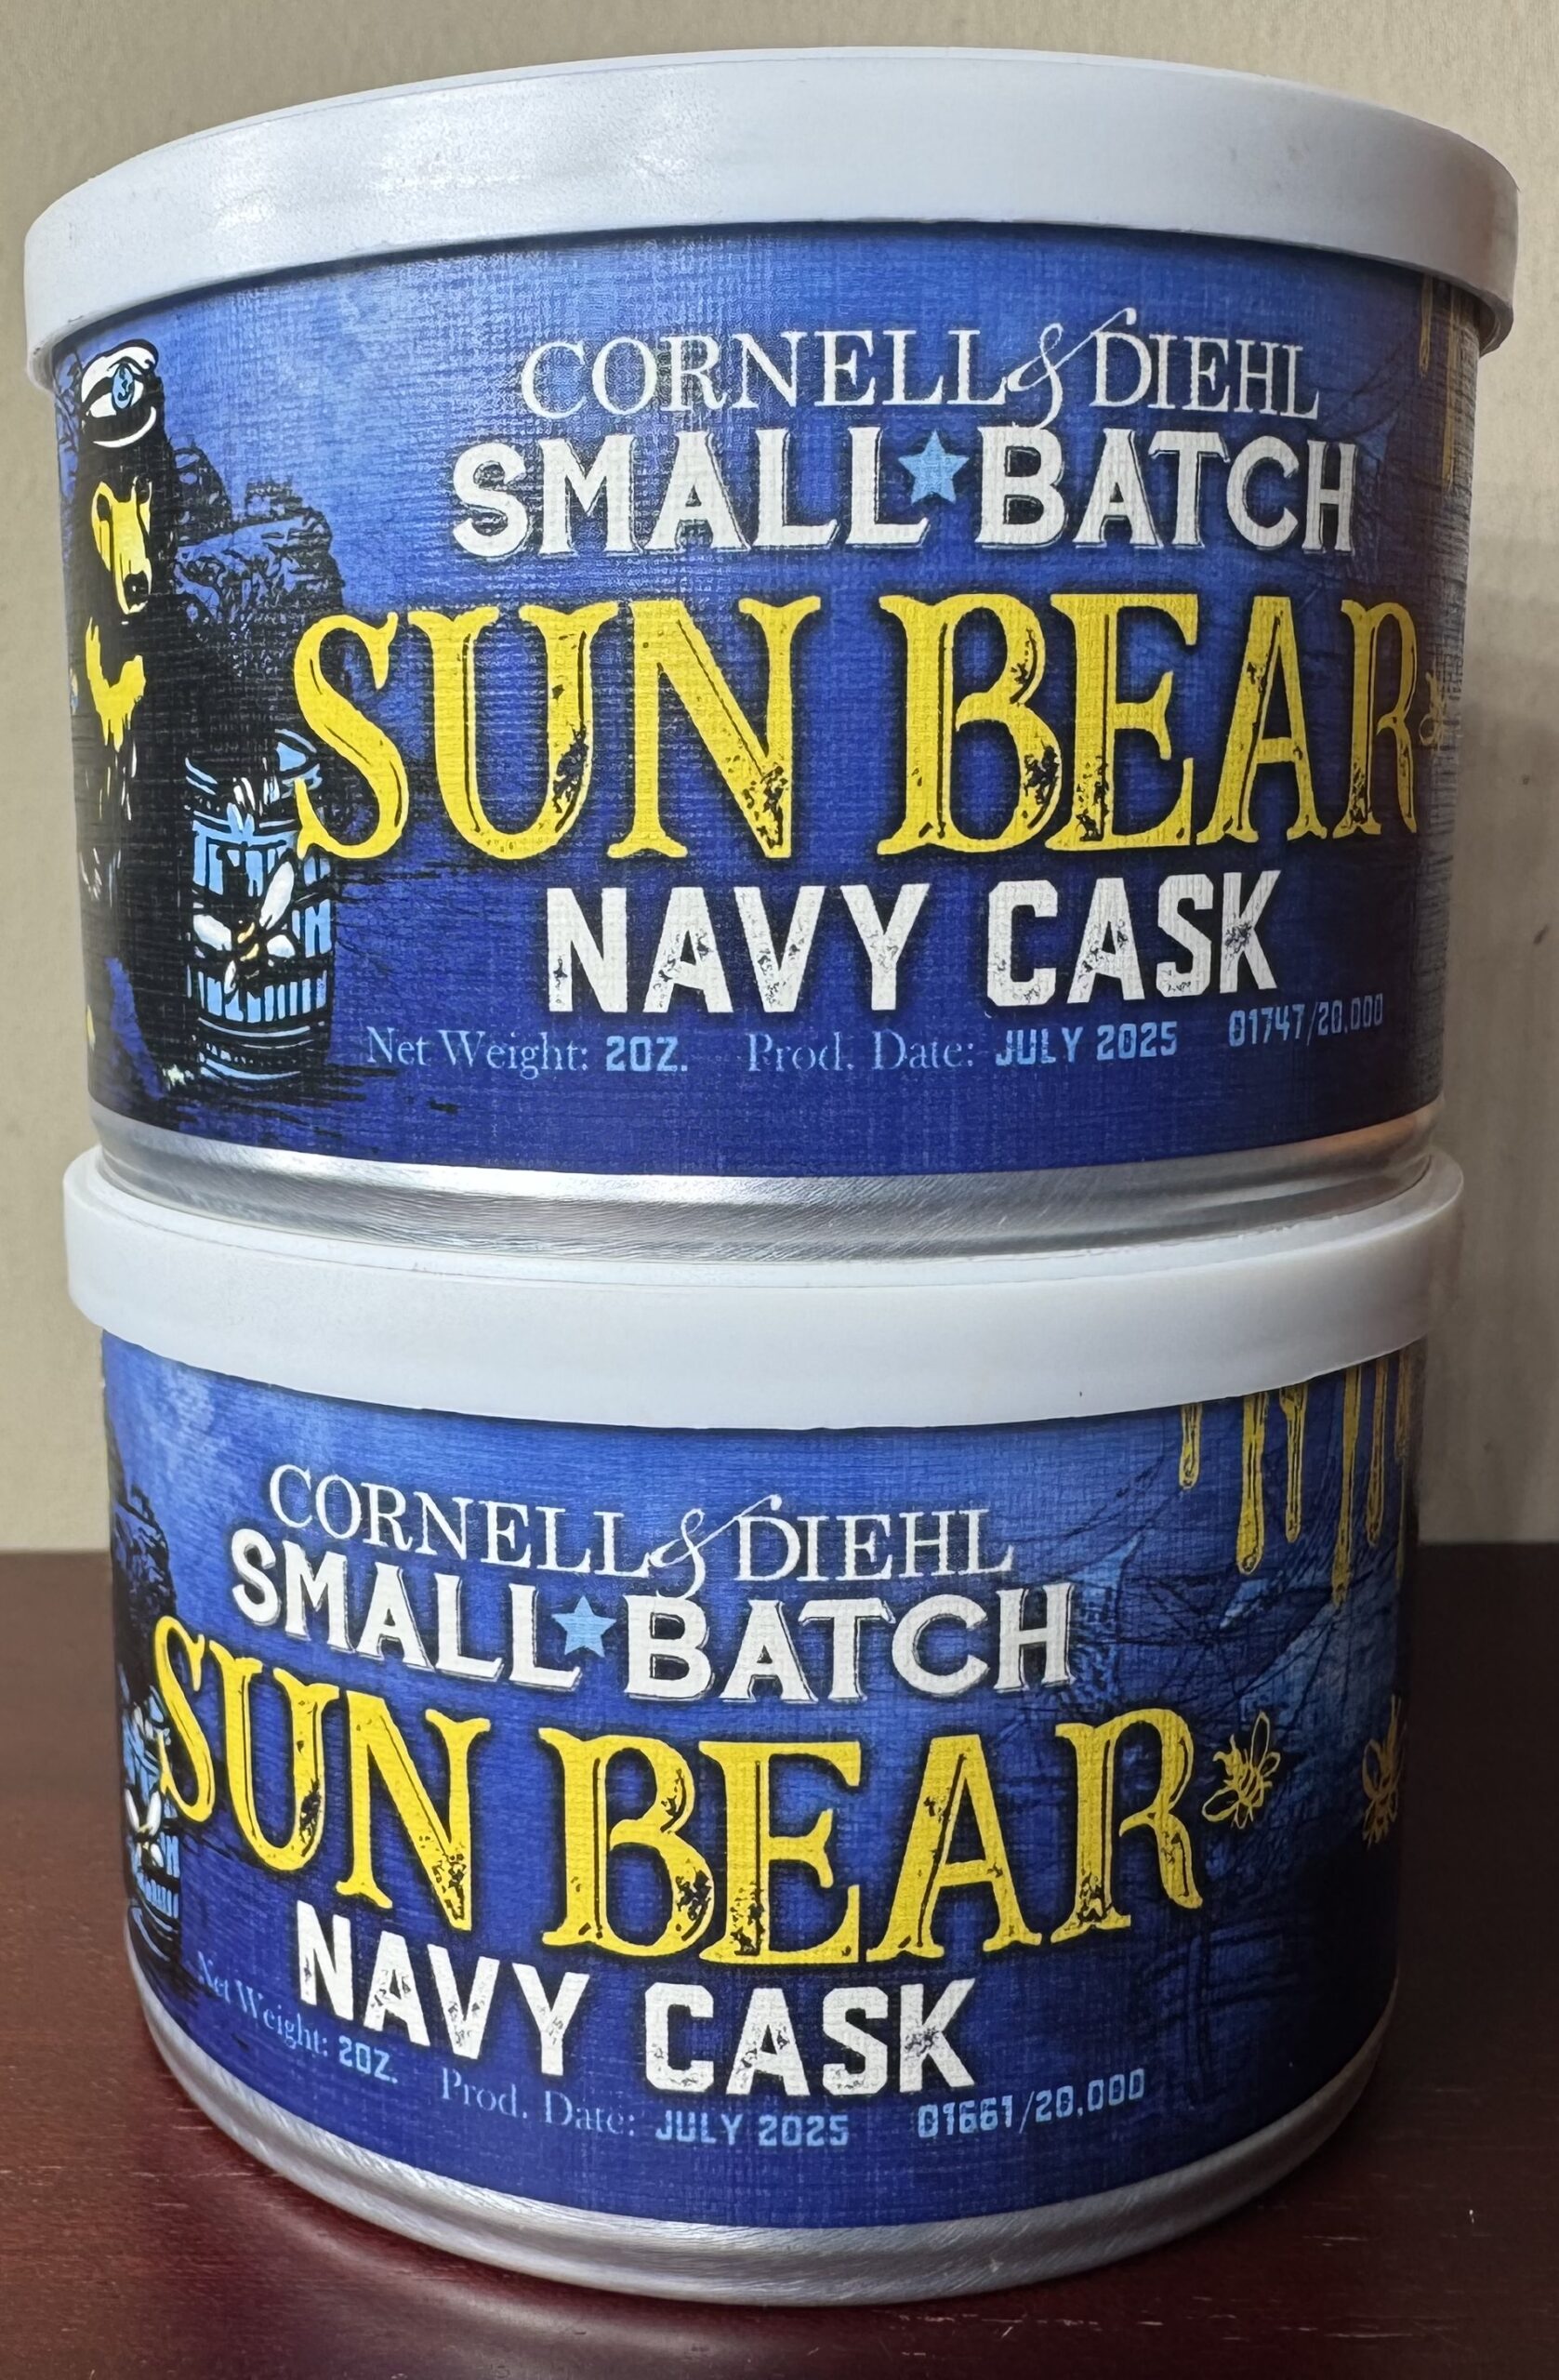 CORNELL & DIEHL
SMALL★BATCH
SUN BEAR
NAVY CASK
Net Weight: 2OZ. Prod. Date: JULY 2025 01747/20,000
CORNELL & DIEHL
SMALL★BATCH
SUN BEAR
NAVY CASK
Net Weight: 2OZ. Prod. Date: JULY 2025 01661/20,000